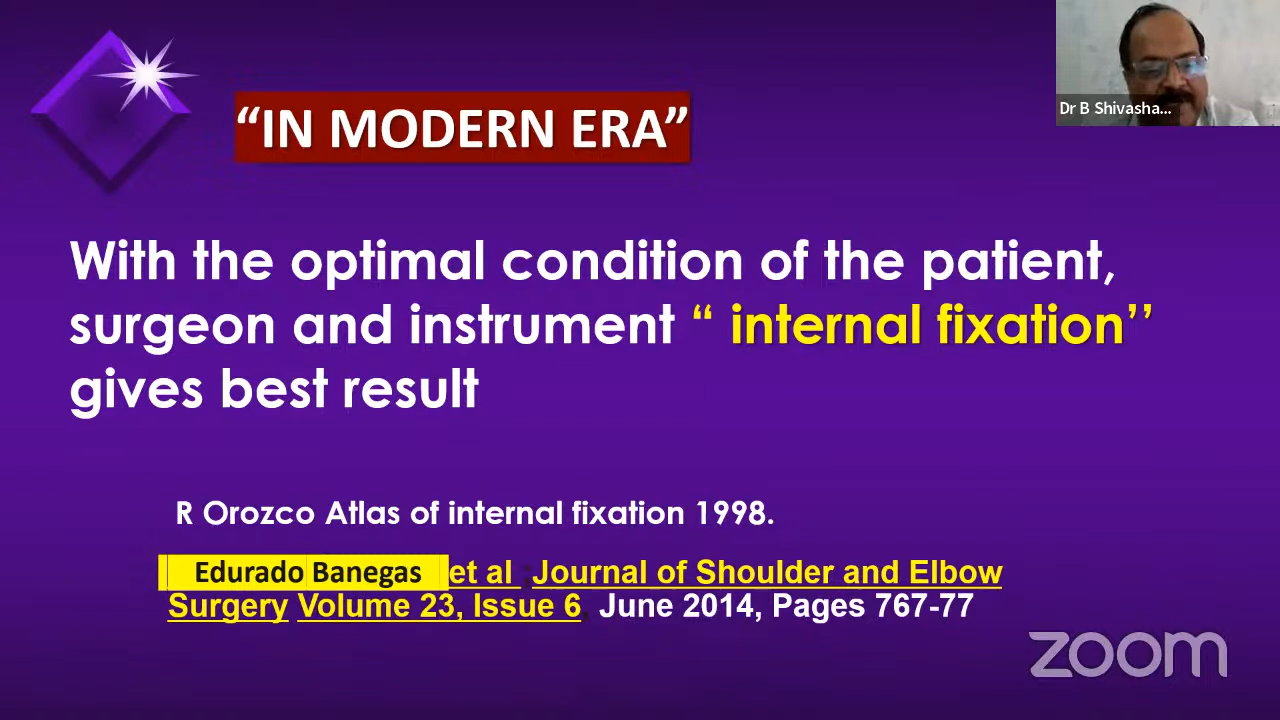 “IN MODERN ERA”
Dr B Shivasha...
With the optimal condition of the patient,
surgeon and instrument “ internal fixation’’
gives best result
R Orozco Atlas of internal fixation 1998.
Edurado Banegas et al ;Journal of Shoulder and Elbow
Surgery Volume 23, Issue 6, June 2014, Pages 767-77
zoom